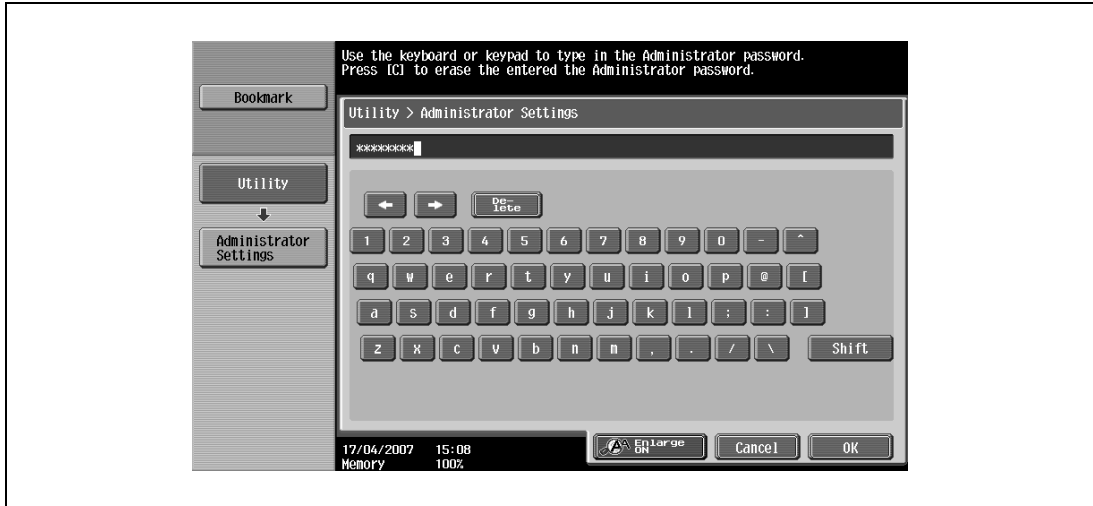 Use the keyboard or keypad to type in the Administrator password.
Press [C] to erase the entered the Administrator password.
Bookmark
Utility > Administrator Settings
********
Utility
Administrator
Settings
De-
lete
1 2 3 4 5 6 7 8 9 0 - ^
q w e r t y u i o p @ [
a s d f g h j k l ; : ]
z x c v b n m , . / \ Shift
17/04/2007 15:08
Memory 100%
Enlarge
ON
Cancel
OK